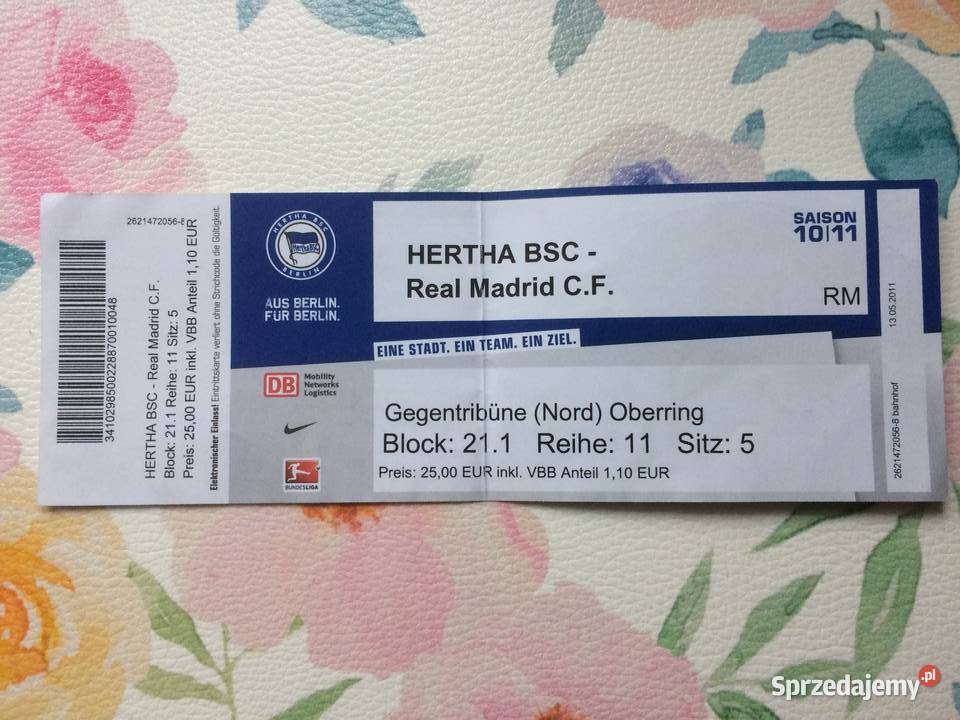 2621472056-8
3410298500228870010048
HERTHA BSC - Real Madrid C.F.
Block: 21.1 Reihe: 11 Sitz: 5
Preis: 25,00 EUR inkl. VBB Anteil 1,10 EUR
Elektronischer Einlass! Eintrittskarte verliert ohne Strichcode die Gültigkeit.
HERTHA BSC
HerthaBSC
BERLIN
AUS BERLIN.
FÜR BERLIN.
HERTHA BSC -
Real Madrid C.F.
SAISON
10|11
RM
EINE STADT. EIN TEAM. EIN ZIEL.
DB Mobility
Networks
Logistics
BUNDESLIGA
Gegentribüne (Nord) Oberring
Block: 21.1 Reihe: 11 Sitz: 5
Preis: 25,00 EUR inkl. VBB Anteil 1,10 EUR
2621472056-8 bahnhof
13.05.2011
Sprzedajemy.pl